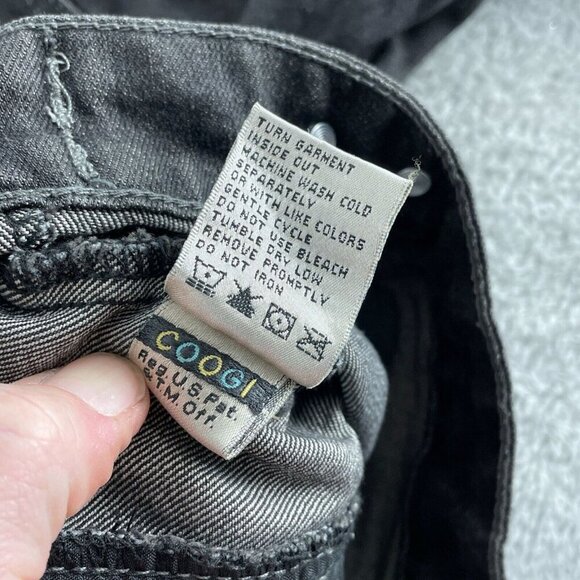 TURN GARMENT
INSIDE OUT
MACHINE WASH COLD
SEPARATELY
OR WITH LIKE COLORS
GENTLE CYCLE
DO NOT USE BLEACH
TUMBLE DRY LOW
REMOVE PROMPTLY
DO NOT IRON
COOGI
Reg.U.S.Pat.
&T.M.Off.